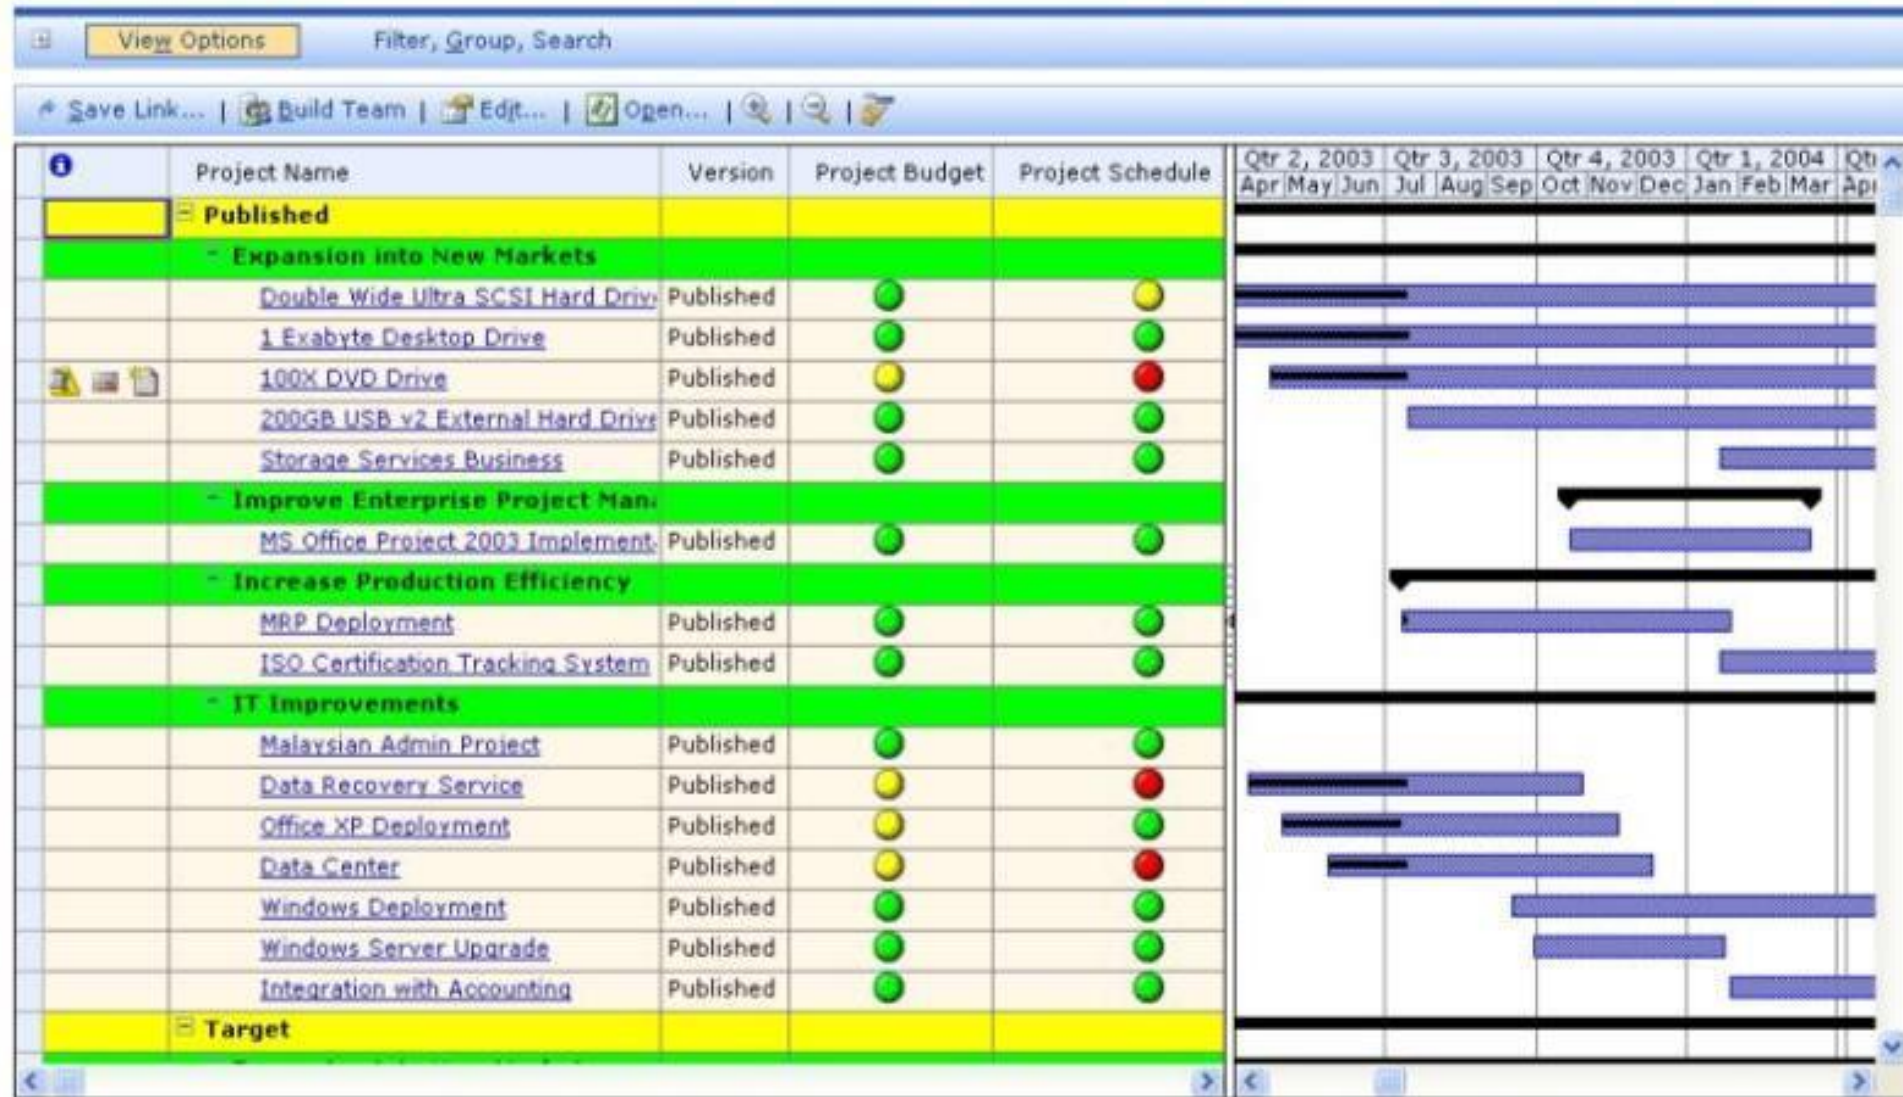 View Options Filter, Group, Search
Save Link... | Build Team | Edit... | Open... | | |
Project Name Version Project Budget Project Schedule Qtr 2, 2003 Qtr 3, 2003 Qtr 4, 2003 Qtr 1, 2004 Qtr
Apr May Jun Jul Aug Sep Oct Nov Dec Jan Feb Mar Apr
Published
Expansion into New Markets
Double Wide Ultra SCSI Hard Driv Published
1 Exabyte Desktop Drive Published
100X DVD Drive Published
200GB USB v2 External Hard Drive Published
Storage Services Business Published
Improve Enterprise Project Man
MS Office Project 2003 Implement Published
Increase Production Efficiency
MRP Deployment Published
ISO Certification Tracking System Published
IT Improvements
Malaysian Admin Project Published
Data Recovery Service Published
Office XP Deployment Published
Data Center Published
Windows Deployment Published
Windows Server Upgrade Published
Integration with Accounting Published
Target